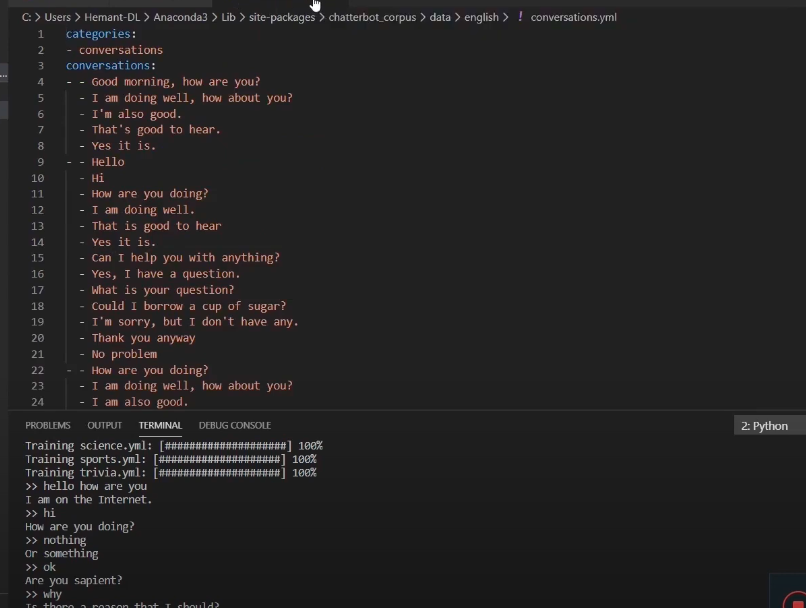 C: > Users > Hemant-DL > Anaconda3 > Lib > site-packages > chatterbot_corpus > data > english > ! conversations.yml
1 categories:
2 - conversations
3 conversations:
4 - - Good morning, how are you?
5 - I am doing well, how about you?
6 - I'm also good.
7 - That's good to hear.
8 - Yes it is.
9 - - Hello
10 - Hi
11 - How are you doing?
12 - I am doing well.
13 - That is good to hear
14 - Yes it is.
15 - Can I help you with anything?
16 - Yes, I have a question.
17 - What is your question?
18 - Could I borrow a cup of sugar?
19 - I'm sorry, but I don't have any.
20 - Thank you anyway
21 - No problem
22 - - How are you doing?
23 - I am doing well, how about you?
24 - I am also good.
PROBLEMS OUTPUT TERMINAL DEBUG CONSOLE 2: Python
Training science.yml: [####################] 100%
Training sports.yml: [####################] 100%
Training trivia.yml: [####################] 100%
>> hello how are you
I am on the Internet.
>> hi
How are you doing?
>> nothing
Or something
>> ok
Are you sapient?
>> why
Is there a reason that I should?